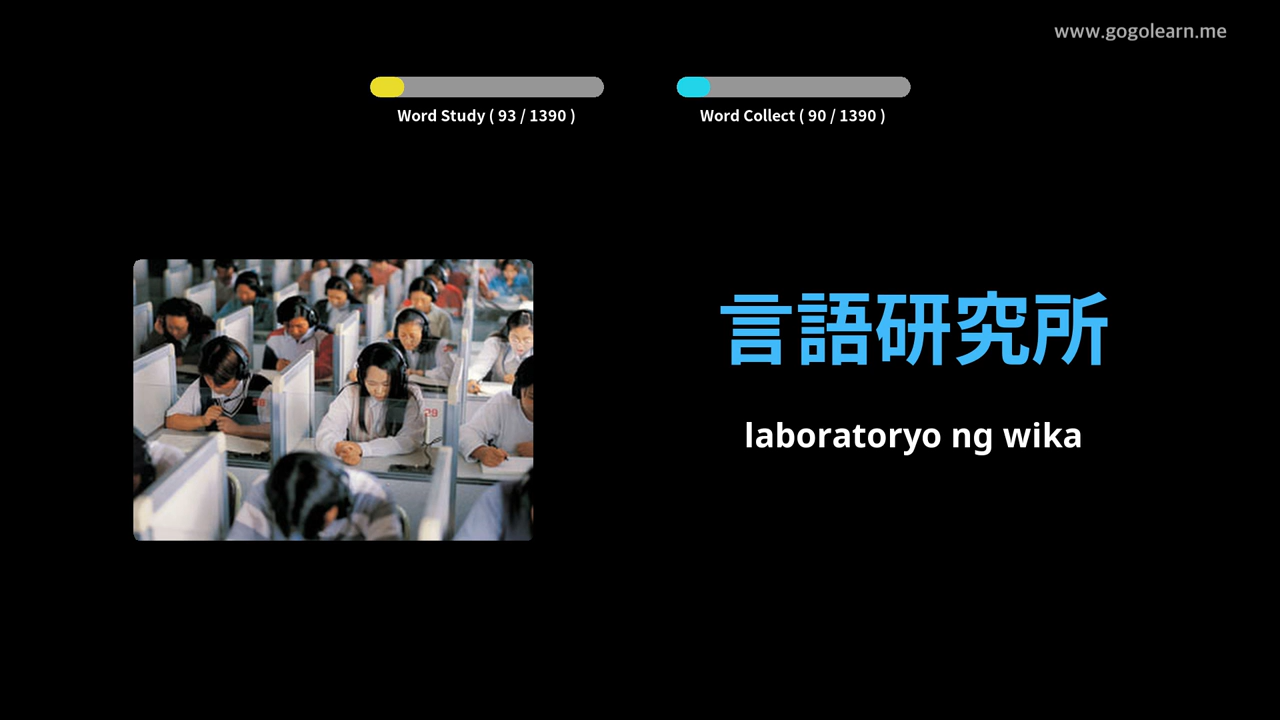 www.gogolearn.me
Word Study ( 93 / 1390 )
Word Collect ( 90 / 1390 )
言語研究所
laboratoryo ng wika
29